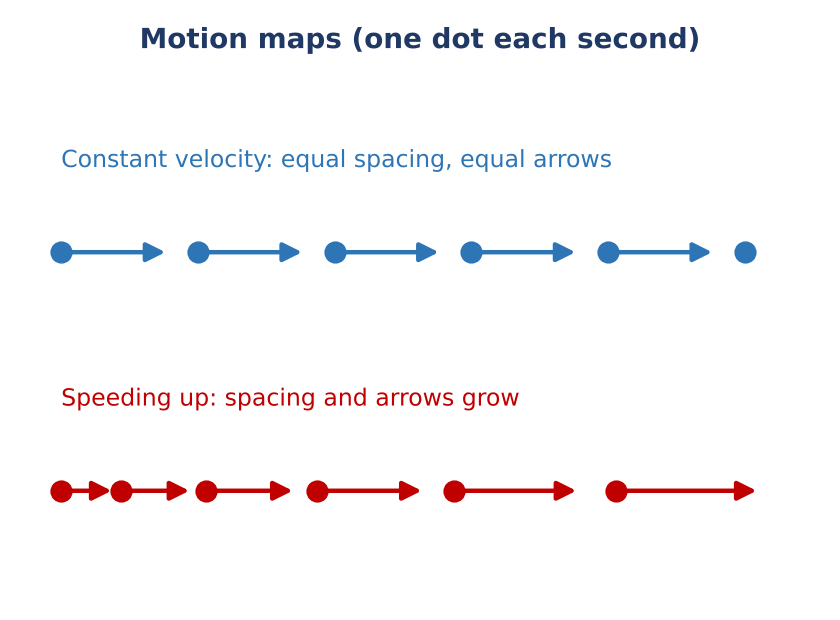 Motion maps (one dot each second)
Constant velocity: equal spacing, equal arrows
Speeding up: spacing and arrows grow